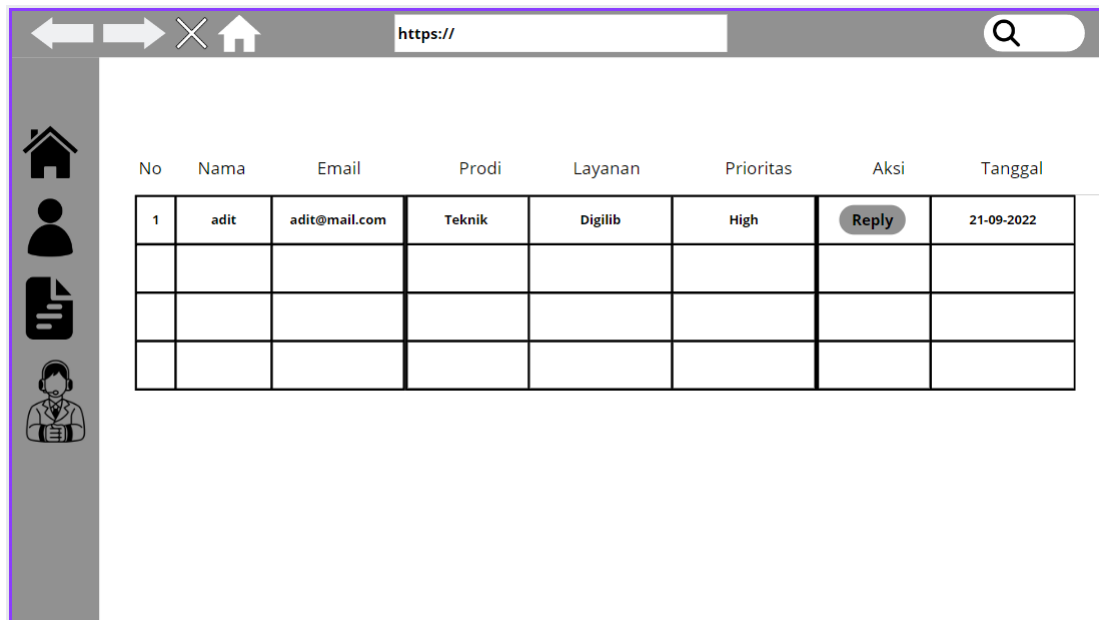 https://
No Nama Email Prodi Layanan Prioritas Aksi Tanggal
1 adit adit@mail.com Teknik Digilib High Reply 21-09-2022